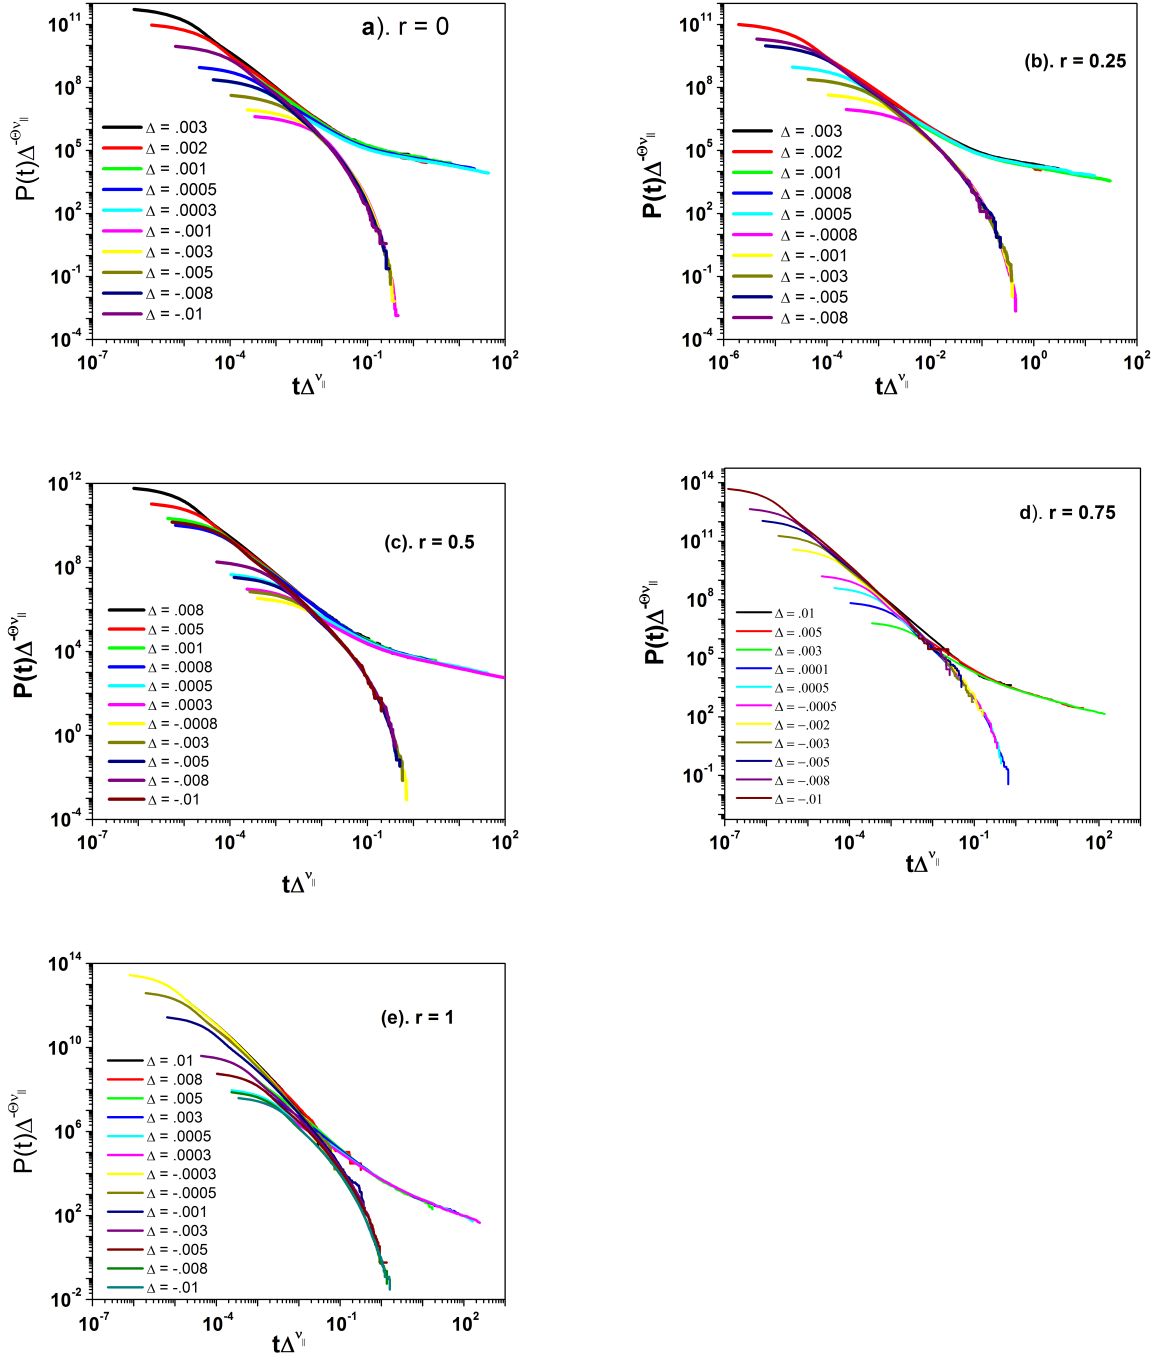 a). r = 0
P(t)Δ^-Θν||
10^11
10^8
10^5
10^2
10^-1
10^-4
Δ = .003
Δ = .002
Δ = .001
Δ = .0005
Δ = .0003
Δ = -.001
Δ = -.003
Δ = -.005
Δ = -.008
Δ = -.01
10^-7 10^-4 10^-1 10^2
tΔ^ν||
(b). r = 0.25
P(t)Δ^-Θν||
10^11
10^8
10^5
10^2
10^-1
10^-4
Δ = .003
Δ = .002
Δ = .001
Δ = .0008
Δ = .0005
Δ = -.0008
Δ = -.001
Δ = -.003
Δ = -.005
Δ = -.008
10^-6 10^-4 10^-2 10^0 10^2
tΔ^ν||
(c). r = 0.5
P(t)Δ^-Θν||
10^12
10^8
10^4
10^0
10^-4
Δ = .008
Δ = .005
Δ = .001
Δ = .0008
Δ = .0005
Δ = .0003
Δ = -.0008
Δ = -.003
Δ = -.005
Δ = -.008
Δ = -.01
10^-7 10^-4 10^-1 10^2
tΔ^ν||
d). r = 0.75
P(t)Δ^-Θν||
10^14
10^11
10^8
10^5
10^2
10^-1
Δ = .01
Δ = .005
Δ = .003
Δ = .0001
Δ = .0005
Δ = -.0005
Δ = -.002
Δ = -.003
Δ = -.005
Δ = -.008
Δ = -.01
10^-7 10^-4 10^-1 10^2
tΔ^ν||
(e). r = 1
P(t)Δ^-Θν||
10^14
10^10
10^6
10^2
10^-2
Δ = .01
Δ = .008
Δ = .005
Δ = .003
Δ = .0005
Δ = .0003
Δ = -.0003
Δ = -.0005
Δ = -.001
Δ = -.003
Δ = -.005
Δ = -.008
Δ = -.01
10^-7 10^-4 10^-1 10^2
tΔ^ν||